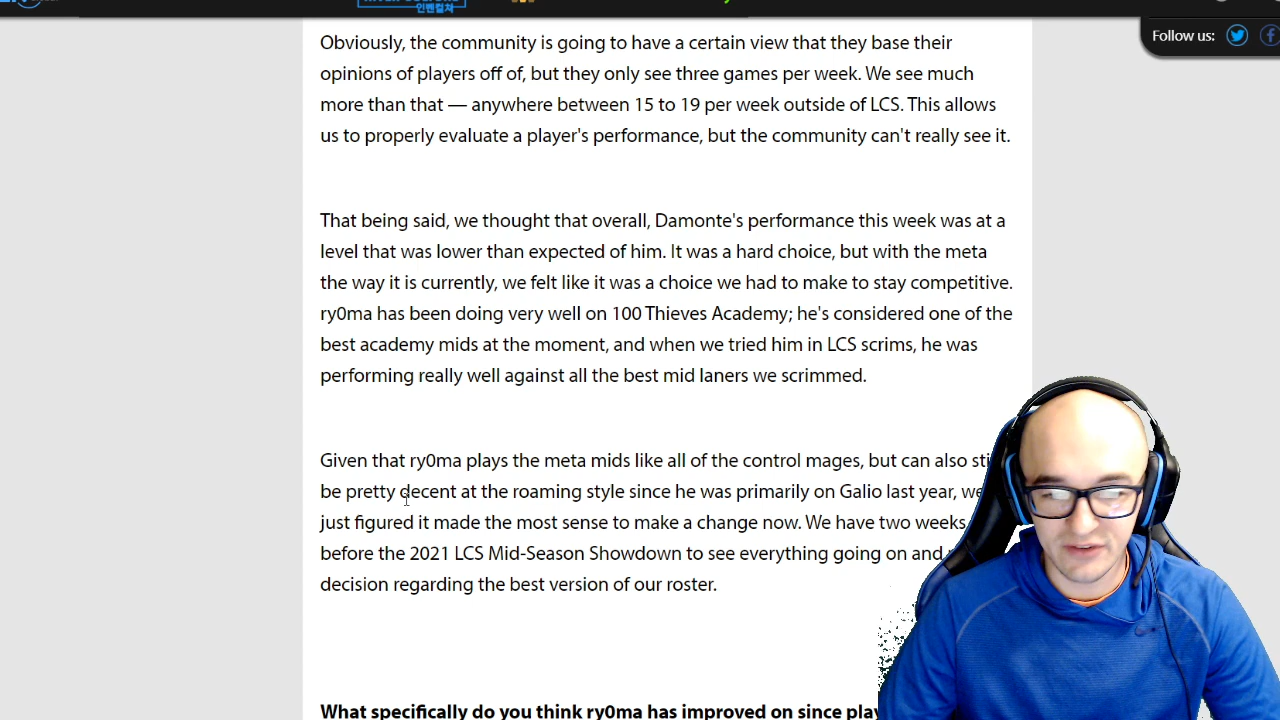 인벤컬쳐
Follow us:
Obviously, the community is going to have a certain view that they base their
opinions of players off of, but they only see three games per week. We see much
more than that — anywhere between 15 to 19 per week outside of LCS. This allows
us to properly evaluate a player's performance, but the community can't really see it.
That being said, we thought that overall, Damonte's performance this week was at a
level that was lower than expected of him. It was a hard choice, but with the meta
the way it is currently, we felt like it was a choice we had to make to stay competitive.
ry0ma has been doing very well on 100 Thieves Academy; he's considered one of the
best academy mids at the moment, and when we tried him in LCS scrims, he was
performing really well against all the best mid laners we scrimmed.
Given that ry0ma plays the meta mids like all of the control mages, but can also
be pretty decent at the roaming style since he was primarily on Galio last year, we
just figured it made the most sense to make a change now. We have two weeks
before the 2021 LCS Mid-Season Showdown to see everything going on and
decision regarding the best version of our roster.
What specifically do you think ry0ma has improved on since